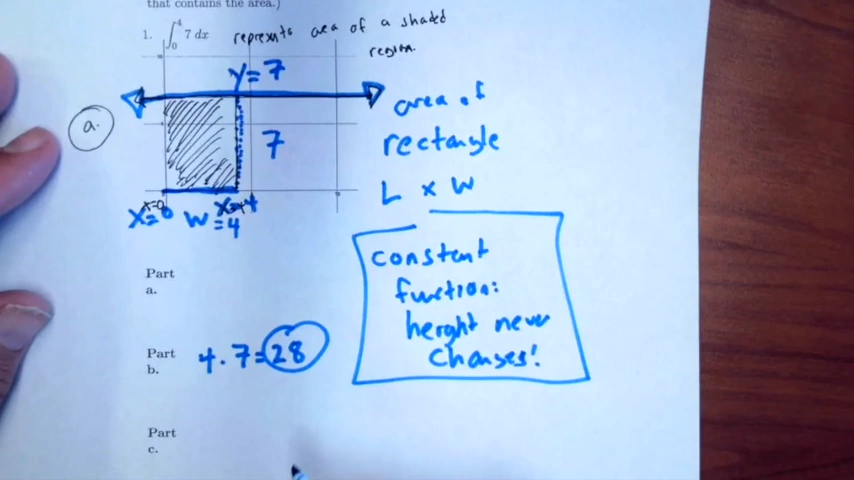 that contains the area.)
1. ∫₀⁴ 7 dx represents area of a shaded
region.
y = 7
a.
7
area of
rectangle
L x W
x=0
X=0 W
=4
constant
function:
height never
changes!
Part
a.
Part
b.
4 · 7 = 28
Part
c.